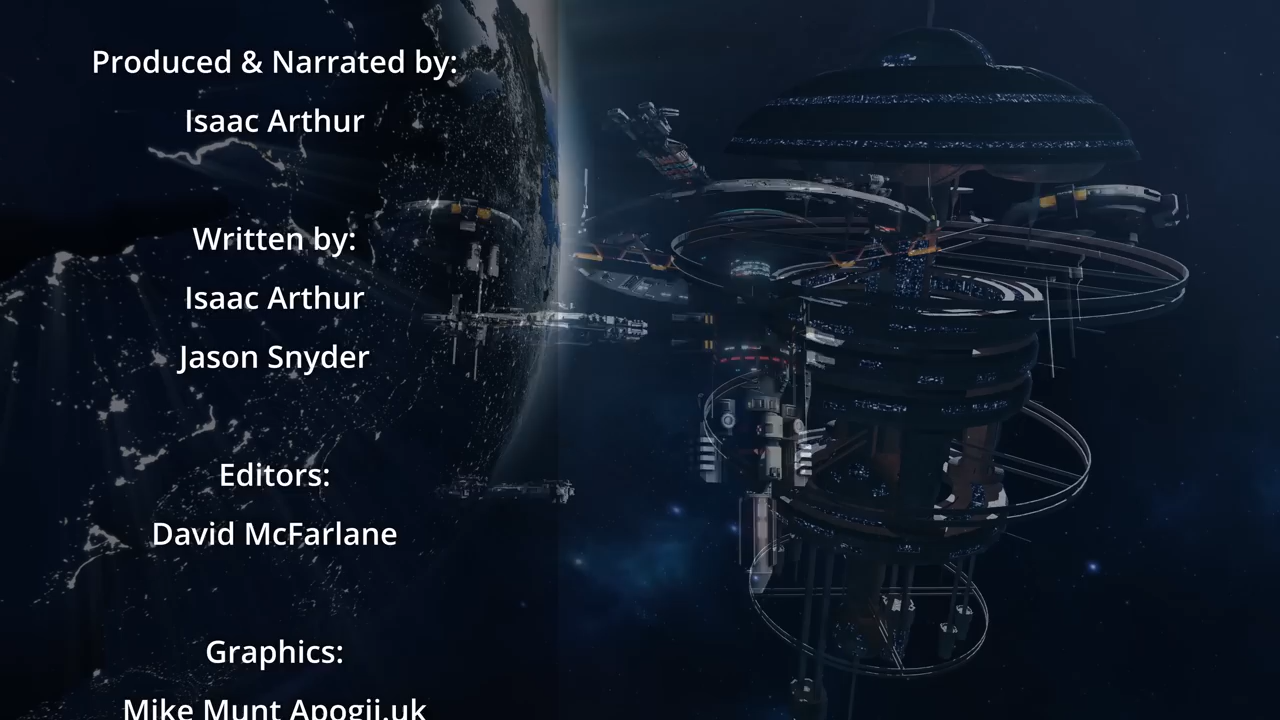 Produced & Narrated by:
Isaac Arthur
Written by:
Isaac Arthur
Jason Snyder
Editors:
David McFarlane
Graphics:
Mike Munt Apogii.uk